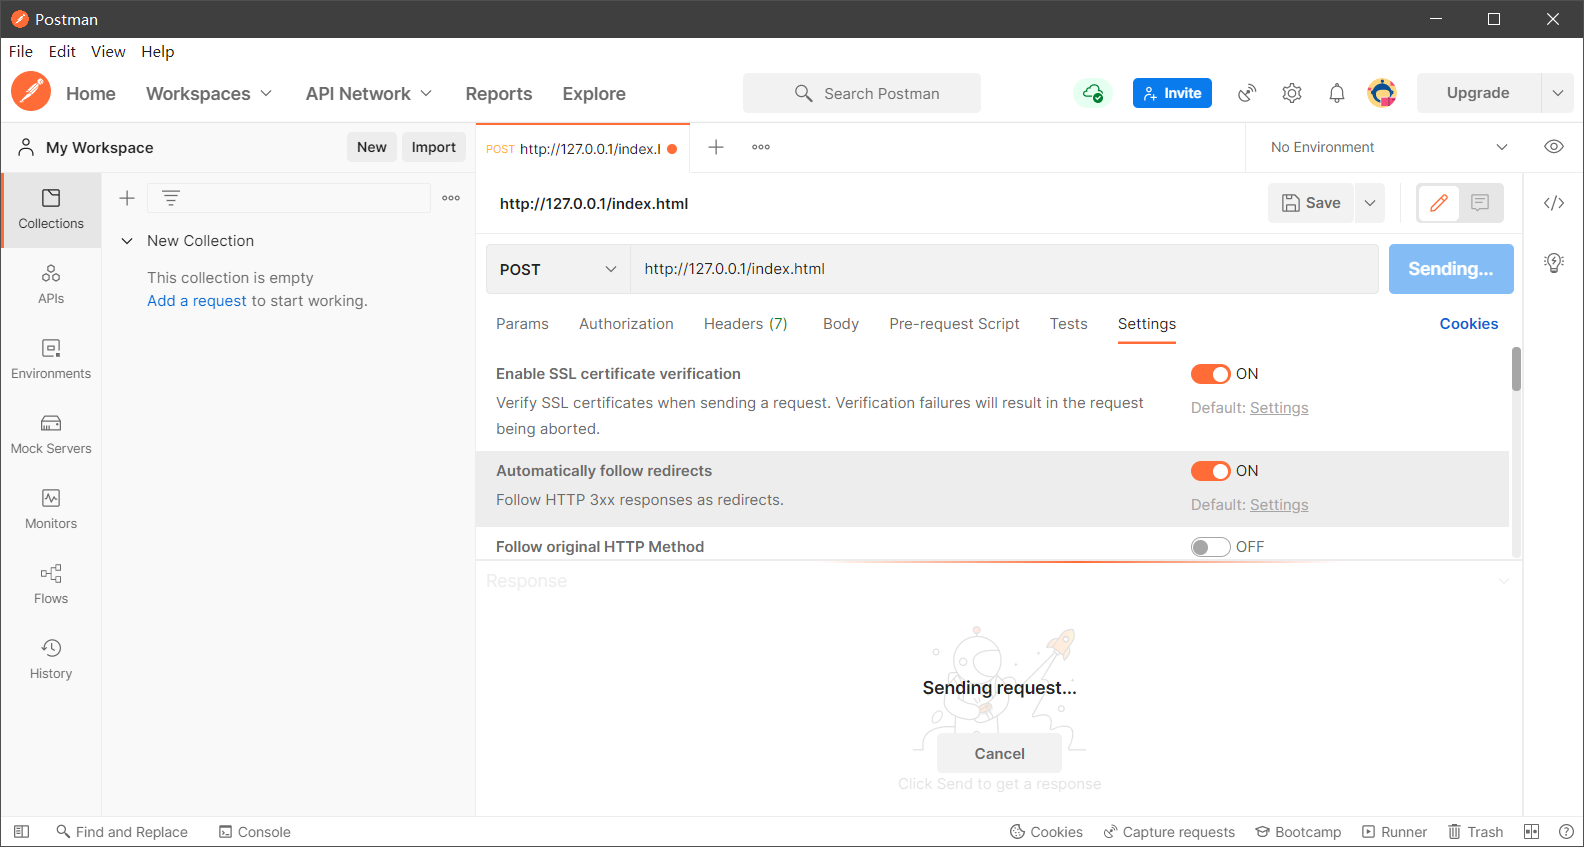 Postman
File Edit View Help
Home Workspaces API Network Reports Explore Search Postman Invite Upgrade
My Workspace New Import POST http://127.0.0.1/index.h No Environment
Collections
APIs
Environments
Mock Servers
Monitors
Flows
History
New Collection
This collection is empty
Add a request to start working.
http://127.0.0.1/index.html Save
POST http://127.0.0.1/index.html Sending...
Params Authorization Headers (7) Body Pre-request Script Tests Settings Cookies
Enable SSL certificate verification ON
Verify SSL certificates when sending a request. Verification failures will result in the request
being aborted.
Default: Settings
Automatically follow redirects ON
Follow HTTP 3xx responses as redirects.
Default: Settings
Follow original HTTP Method OFF
Response
Sending request...
Cancel
Click Send to get a response
Find and Replace Console Cookies Capture requests Bootcamp Runner Trash